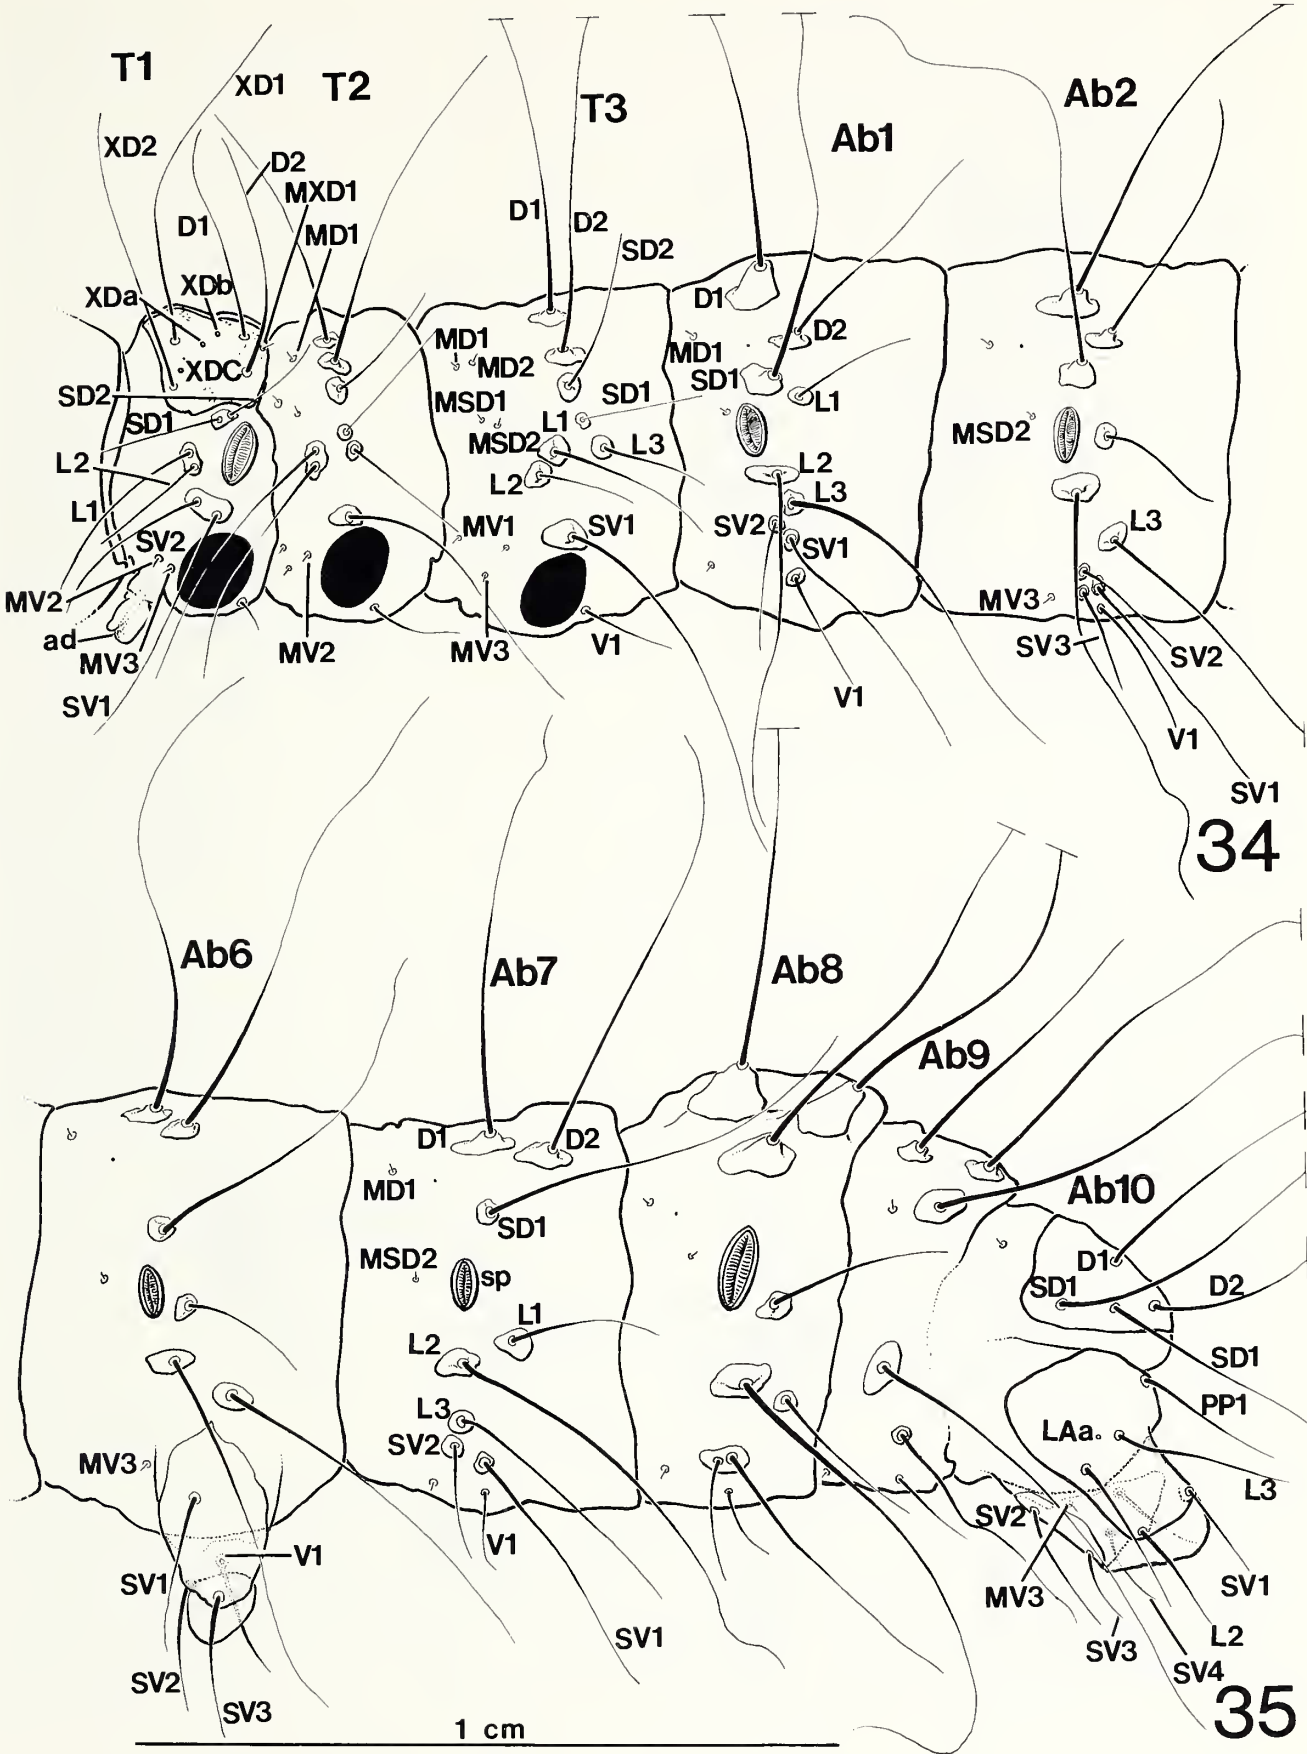 T1
XD1
T2
T3
Ab1
Ab2
XD2
D2
MXD1
D1
MD1
D1
D2
SD2
XDb
XDa
XDC
MD1
MD2
D1
D2
MD1
SD1
SD2
SD1
MSD1
MSD2
L1
SD1
L3
L1
MSD2
L2
L2
L2
L3
L1
SV2
MV1
SV1
SV2
SV1
L3
MV2
ad
MV3
SV1
MV2
MV3
V1
V1
MV3
SV3
SV2
V1
SV1
34
Ab6
Ab7
Ab8
Ab9
Ab10
D1
D2
MD1
SD1
MSD2
sp
L1
L2
L3
SV2
D1
SD1
D2
SD1
PP1
LAa
L3
MV3
SV1
V1
V1
SV2
MV3
SV1
SV3
L2
SV4
SV2
SV3
SV1
1 cm
35